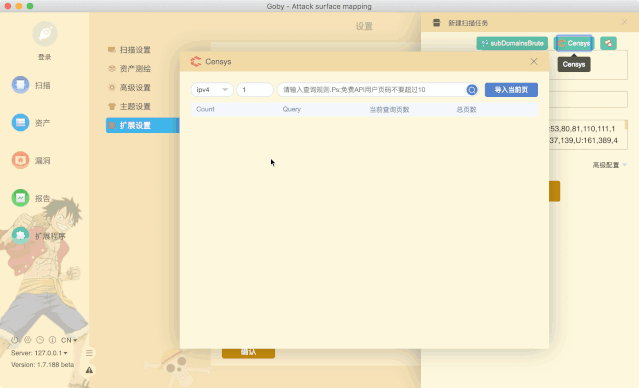 Goby - Attack surface mapping
登录
扫描
资产
漏洞
报告
扩展程序
CN
Server: 127.0.0.1
Version: 1.7.188 beta
设置
扫描设置
资产测绘
高级设置
主题设置
扩展设置
确认
新建扫描任务
subDomainsBrute
Censys
Censys
:53,80,81,110,111,1
37,139,U:161,389,4
高级配置
Censys
ipv4
1
请输入查询规则.Ps:免费API用户页码不要超过10
导入当前页
Count
Query
当前查询页数
总页数